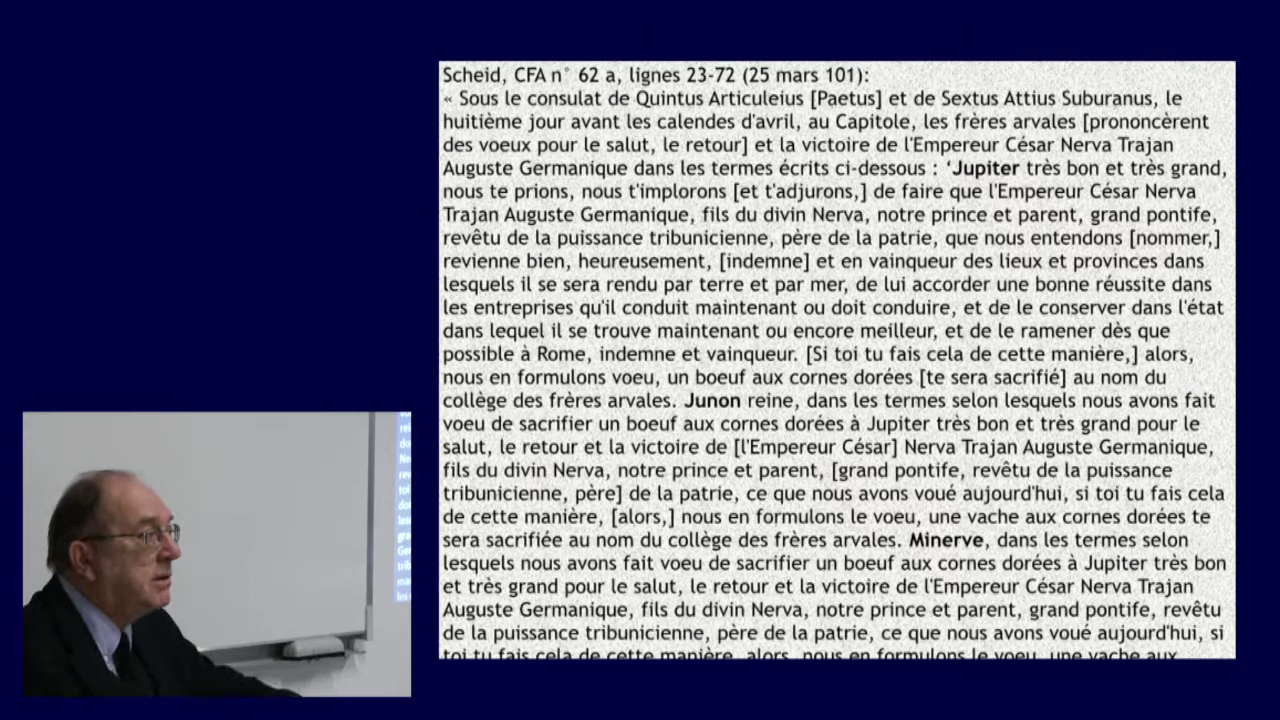 Scheid, CFA n° 62 a, lignes 23-72 (25 mars 101):
« Sous le consulat de Quintus Articuleius [Paetus] et de Sextus Attius Suburanus, le
huitième jour avant les calendes d'avril, au Capitole, les frères arvales [prononcèrent
des voeux pour le salut, le retour] et la victoire de l'Empereur César Nerva Trajan
Auguste Germanique dans les termes écrits ci-dessous : ‘Jupiter très bon et très grand,
nous te prions, nous t'implorons [et t'adjurons,] de faire que l'Empereur César Nerva
Trajan Auguste Germanique, fils du divin Nerva, notre prince et parent, grand pontife,
revêtu de la puissance tribunicienne, père de la patrie, que nous entendons [nommer,]
revienne bien, heureusement, [indemne] et en vainqueur des lieux et provinces dans
lesquels il se sera rendu par terre et par mer, de lui accorder une bonne réussite dans
les entreprises qu'il conduit maintenant ou doit conduire, et de le conserver dans l'état
dans lequel il se trouve maintenant ou encore meilleur, et de le ramener dès que
possible à Rome, indemne et vainqueur. [Si toi tu fais cela de cette manière,] alors,
nous en formulons voeu, un boeuf aux cornes dorées [te sera sacrifié] au nom du
collège des frères arvales. Junon reine, dans les termes selon lesquels nous avons fait
voeu de sacrifier un boeuf aux cornes dorées à Jupiter très bon et très grand pour le
salut, le retour et la victoire de [l'Empereur César] Nerva Trajan Auguste Germanique,
fils du divin Nerva, notre prince et parent, [grand pontife, revêtu de la puissance
tribunicienne, père] de la patrie, ce que nous avons voué aujourd'hui, si toi tu fais cela
de cette manière, [alors,] nous en formulons le voeu, une vache aux cornes dorées te
sera sacrifiée au nom du collège des frères arvales. Minerve, dans les termes selon
lesquels nous avons fait voeu de sacrifier un boeuf aux cornes dorées à Jupiter très bon
et très grand pour le salut, le retour et la victoire de l'Empereur César Nerva Trajan
Auguste Germanique, fils du divin Nerva, notre prince et parent, grand pontife, revêtu
de la puissance tribunicienne, père de la patrie, ce que nous avons voué aujourd'hui, si
toi tu fais cela de cette manière, alors, nous en formulons le voeu, une vache aux